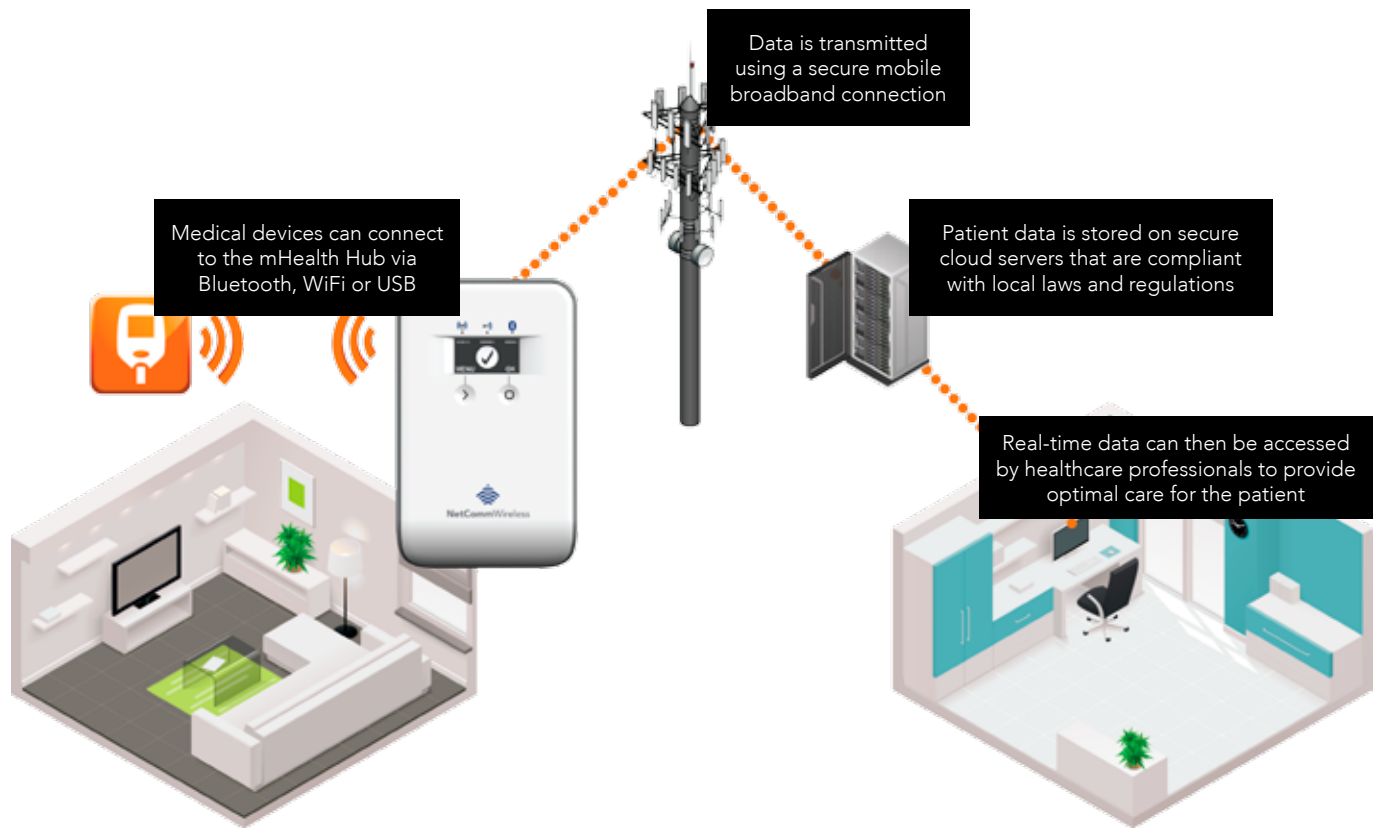 Data is transmitted
using a secure mobile
broadband connection
Medical devices can connect
to the mHealth Hub via
Bluetooth, WiFi or USB
Patient data is stored on secure
cloud servers that are compliant
with local laws and regulations
MENU OK
NetCommWireless
Real-time data can then be accessed
by healthcare professionals to provide
optimal care for the patient